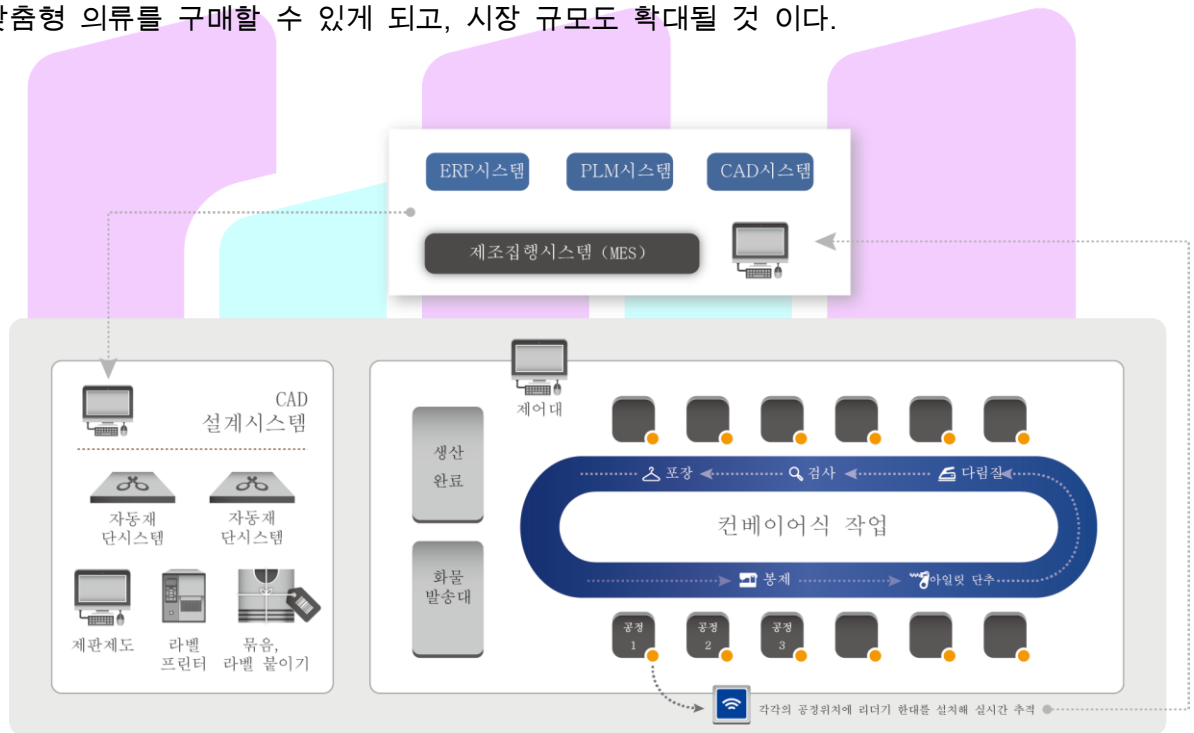 맞춤형 의류를 구매할 수 있게 되고, 시장 규모도 확대될 것 이다.
ERP시스템
PLM시스템
CAD시스템
제조집행시스템 (MES)
CAD
설계시스템
자동재
단시스템
자동재
단시스템
제판제도
라벨
프린터
묶음,
라벨 붙이기
제어대
생산
완료
화물
발송대
포장
검사
다림질
컨베이어식 작업
봉제
아일릿 단추
공정
1
공정
2
공정
3
각각의 공정위치에 리더기 한대를 설치해 실시간 추적